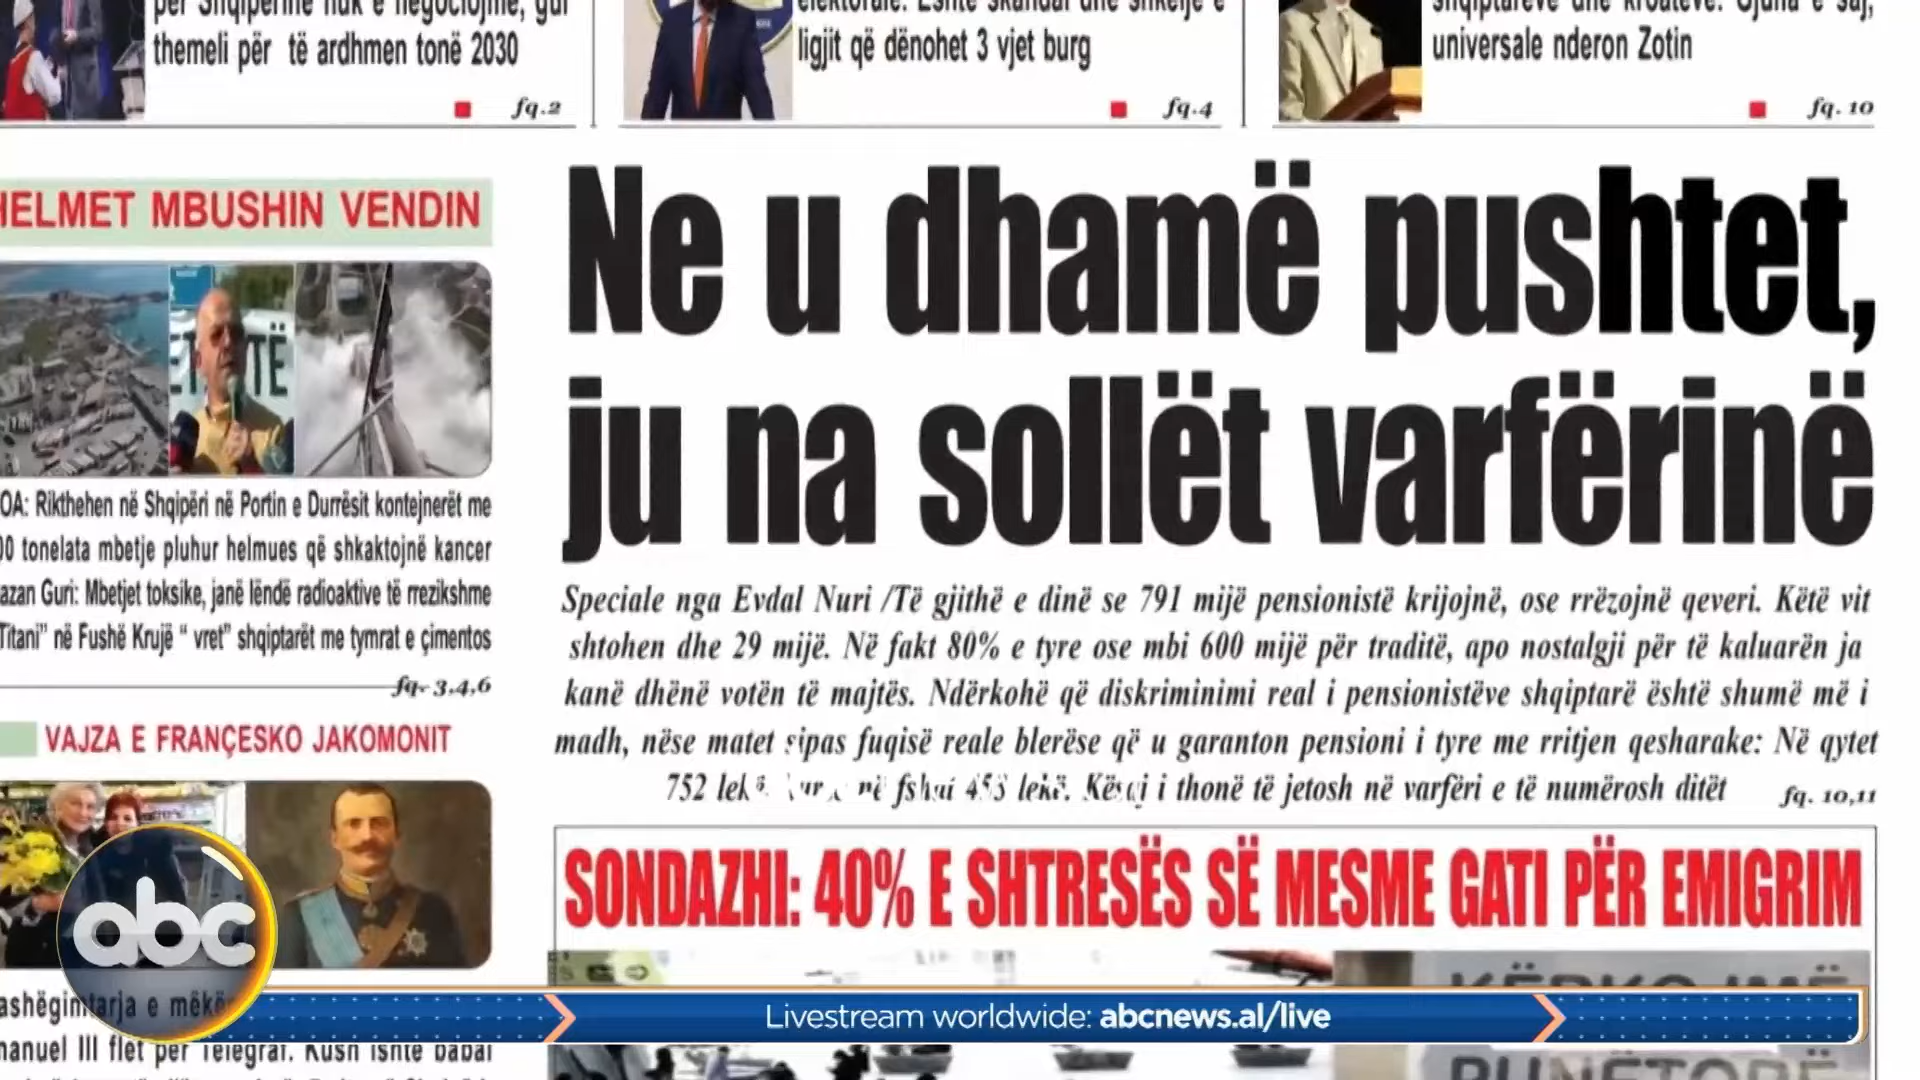 themeli për të ardhmen tonë 2030
fq.2
ligjit që dënohet 3 vjet burg
fq.4
universale nderon Zotin
fq. 10
HELMET MBUSHIN VENDIN
OA: Rikthehen në Shqipëri në Portin e Durrësit kontejnerët me
00 tonelata mbetje pluhur helmues që shkaktojnë kancer
azan Guri: Mbetjet toksike, janë lëndë radioaktive të rrezikshme
Titani” në Fushë Krujë “ vret” shqiptarët me tymrat e çimentos
fq- 3,4,6
VAJZA E FRANÇESKO JAKOMONIT
Ne u dhamë pushtet,
ju na sollët varfërinë
Speciale nga Evdal Nuri /Të gjithë e dinë se 791 mijë pensionistë krijojnë, ose rrëzojnë qeveri. Këtë vit
shtohen dhe 29 mijë. Në fakt 80% e tyre ose mbi 600 mijë për traditë, apo nostalgji për të kaluarën ja
kanë dhënë votën të majtës. Ndërkohë që diskriminimi real i pensionistëve shqiptarë është shumë më i
madh, nëse matet sipas fuqisë reale blerëse që u garanton pensioni i tyre me rritjen qesharake: Në qytet
752 lekë në fshat lekë. Kësaj i thonë të jetosh në varfëri e të numërosh ditët
fq. 10,11
SONDAZHI: 40% E SHTRESËS SË MESME GATI PËR EMIGRIM
abc
Livestream worldwide: abcnews.al/live